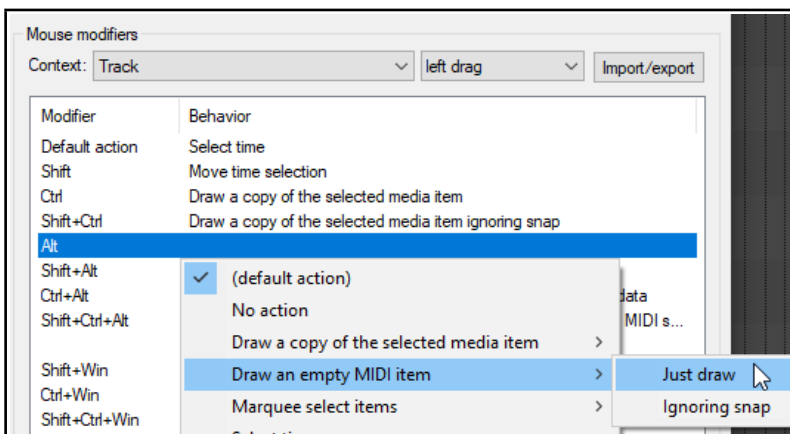 Mouse modifiers
Context: Track left drag Import/export
Modifier Behavior
Default action Select time
Shift Move time selection
Ctrl Draw a copy of the selected media item
Shift+Ctrl Draw a copy of the selected media item ignoring snap
Alt
Shift+Alt (default action)
Ctrl+Alt data
No action
Shift+Ctrl+Alt MIDI s...
Draw a copy of the selected media item
Shift+Win Draw an empty MIDI item Just draw
Ctrl+Win
Marquee select items Ignoring snap
Shift+Ctrl+Win